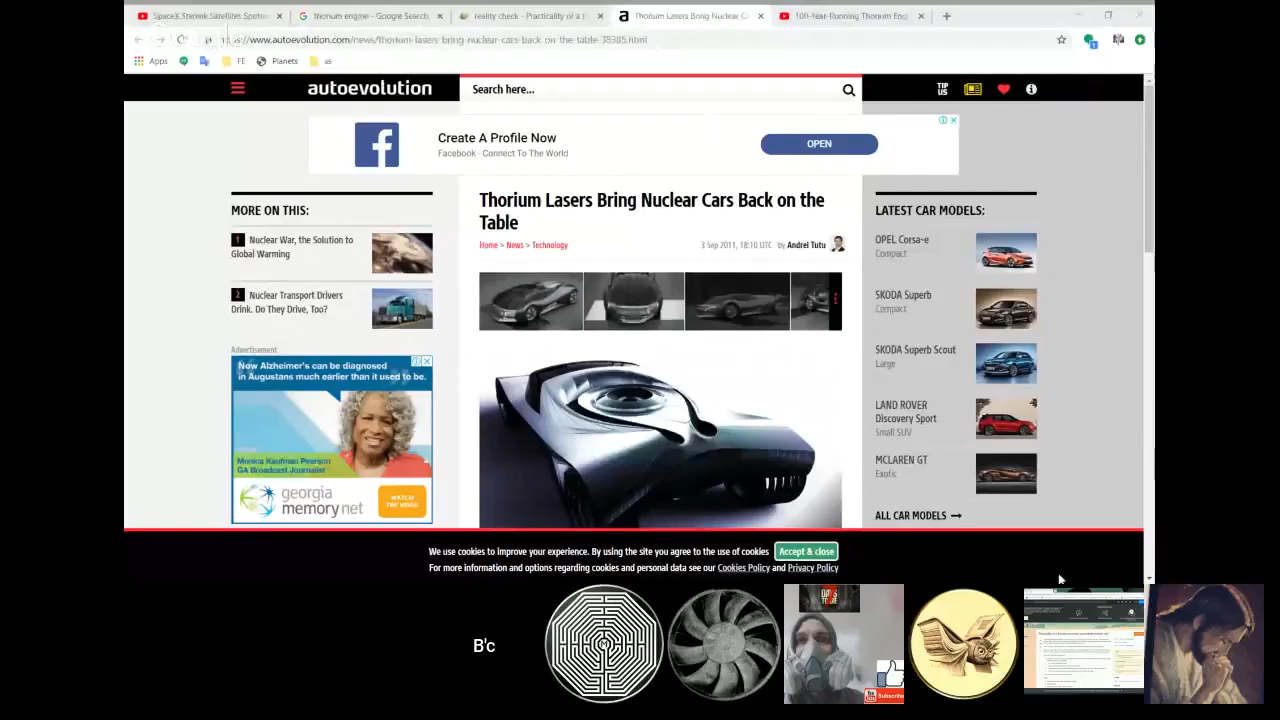 SpaceX Starlink Satellites Spotted
thorium engine - Google Search
reality check - Practicality of a
Thorium Lasers Bring Nuclear C
100-Year-Running Thorium Eng
https://www.autoevolution.com/news/thorium-lasers-bring-nuclear-cars-back-on-the-table-38385.html
Apps
FE
Planets
as
autoevolution
Search here...
TIP
US
Create A Profile Now
Facebook · Connect To The World
OPEN
MORE ON THIS:
1 Nuclear War, the Solution to
Global Warming
2 Nuclear Transport Drivers
Drink. Do They Drive, Too?
Advertisement
Now Alzheimer's can be diagnosed
in Augustans much earlier than it used to be.
Monica Kaufman Pearson
GA Broadcast Journalist
georgia
memory net
WATCH
THE VIDEO
Thorium Lasers Bring Nuclear Cars Back on the
Table
Home > News > Technology
3 Sep 2011, 18:10 UTC · by Andrei Tutu
LATEST CAR MODELS:
OPEL Corsa-e
Compact
SKODA Superb
Compact
SKODA Superb Scout
Large
LAND ROVER
Discovery Sport
Small SUV
MCLAREN GT
Exotic
ALL CAR MODELS
We use cookies to improve your experience. By using the site you agree to the use of cookies
Accept & close
For more information and options regarding cookies and personal data see our Cookies Policy and Privacy Policy
B'c
DAYS
TO DIE
Subscribe